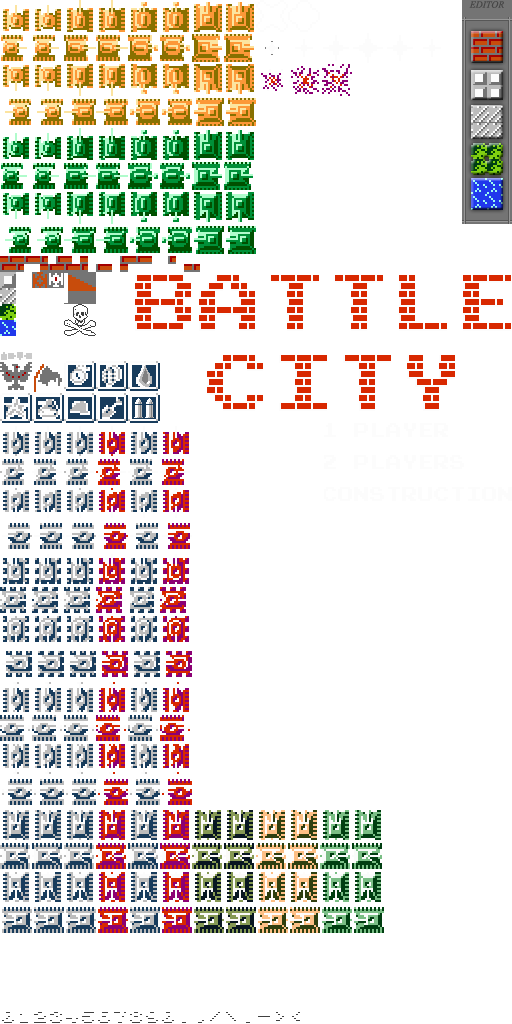 EDITOR
BATTLE
CITY
1 PLAYER
2 PLAYERS
CONSTRUCTION